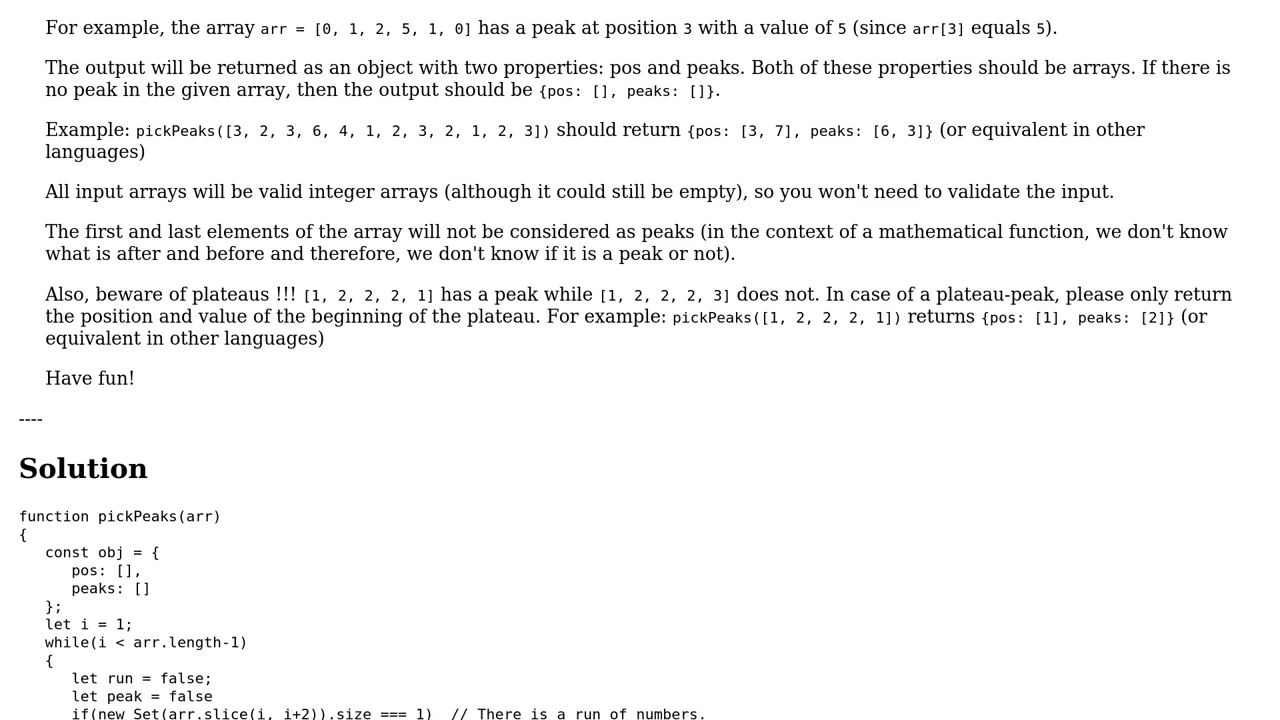 For example, the array arr = [0, 1, 2, 5, 1, 0] has a peak at position 3 with a value of 5 (since arr[3] equals 5).
The output will be returned as an object with two properties: pos and peaks. Both of these properties should be arrays. If there is
no peak in the given array, then the output should be {pos: [], peaks: []}.
Example: pickPeaks([3, 2, 3, 6, 4, 1, 2, 3, 2, 1, 2, 3]) should return {pos: [3, 7], peaks: [6, 3]} (or equivalent in other
languages)
All input arrays will be valid integer arrays (although it could still be empty), so you won't need to validate the input.
The first and last elements of the array will not be considered as peaks (in the context of a mathematical function, we don't know
what is after and before and therefore, we don't know if it is a peak or not).
Also, beware of plateaus !!! [1, 2, 2, 2, 1] has a peak while [1, 2, 2, 2, 3] does not. In case of a plateau-peak, please only return
the position and value of the beginning of the plateau. For example: pickPeaks([1, 2, 2, 2, 1]) returns {pos: [1], peaks: [2]} (or
equivalent in other languages)
Have fun!
----
Solution
function pickPeaks(arr)
{
   const obj = {
      pos: [],
      peaks: []
   };
   let i = 1;
   while(i < arr.length-1)
   {
      let run = false;
      let peak = false
      if(new Set(arr.slice(i, i+2)).size === 1)  // There is a run of numbers.